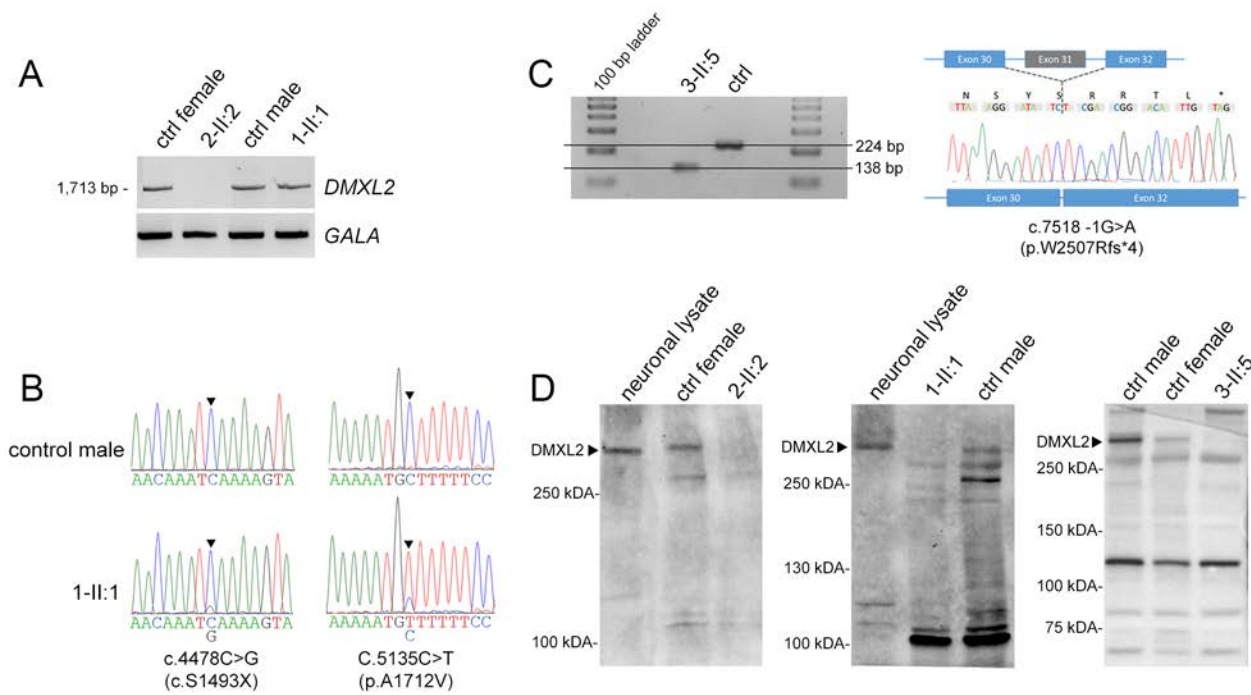 A
ctrl female
2-II:2
ctrl male
1-II:1
1,713 bp -
DMXL2
GALA
B
control male
AACAAATCAAAAGTA
AAAAATGCTTTTTCC
1-II:1
AACAAATCAAAAGTA
G
AAAAATGTTTTTTCC
C
c.4478C>G
(c.S1493X)
C.5135C>T
(p.A1712V)
C
100 bp ladder
3-II:5
ctrl
224 bp
138 bp
Exon 30
Exon 31
Exon 32
N S Y S R R T L *
TTA AGG ATA TCT CGA CGG ACA TTG TAG
Exon 30
Exon 32
c.7518 -1G>A
(p.W2507Rfs*4)
D
neuronal lysate
ctrl female
2-II:2
DMXL2
250 kDA-
100 kDA-
neuronal lysate
1-II:1
ctrl male
DMXL2
250 kDA-
130 kDA-
100 kDA-
ctrl male
ctrl female
3-II:5
DMXL2
250 kDA-
150 kDA-
100 kDA-
75 kDA-